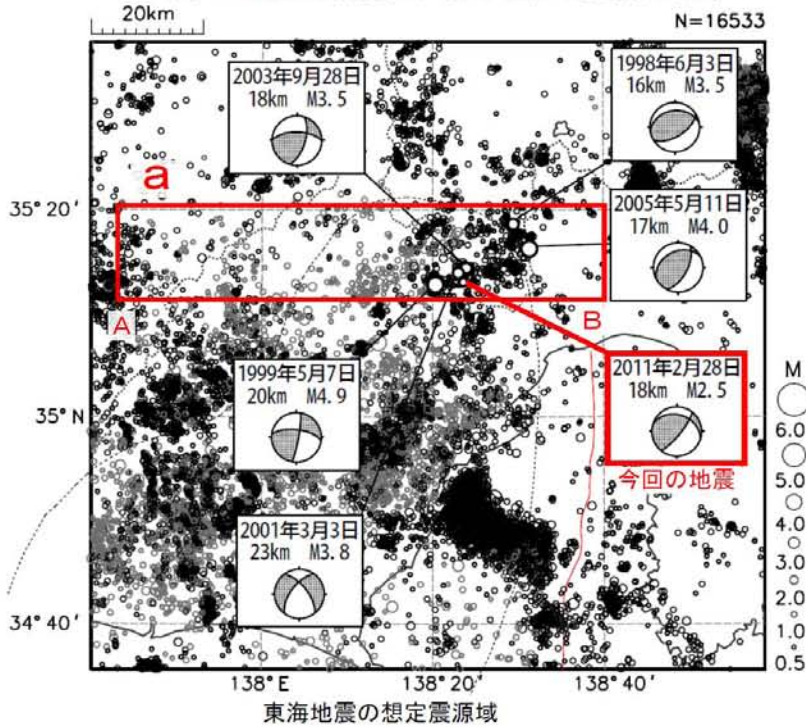 20km
N=16533
2003年9月28日
18km M3.5
1998年6月3日
16km M3.5
a
35°20'
2005年5月11日
17km M4.0
A
B
1999年5月7日
20km M4.9
2011年2月28日
18km M2.5
今回の地震
35°N
2001年3月3日
23km M3.8
34°40'
M
6.0
5.0
4.0
3.0
2.0
1.0
0.5
138°E
138°20'
138°40'
東海地震の想定震源域